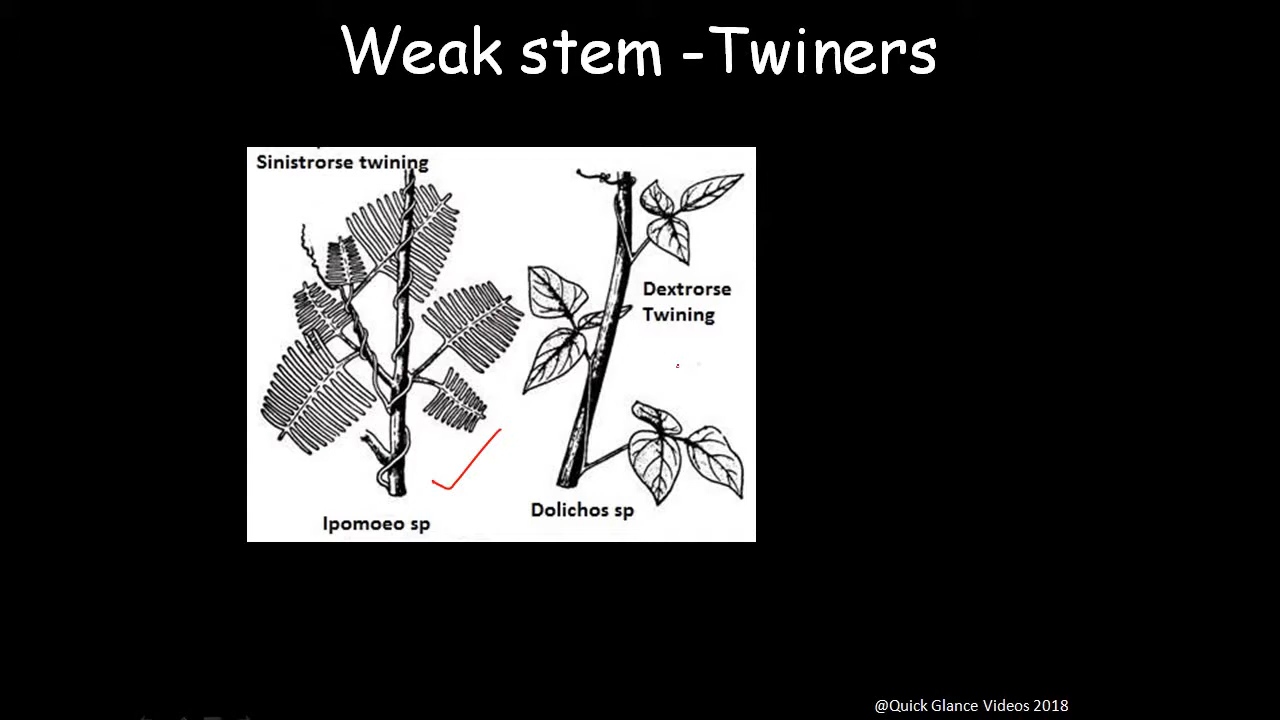 Weak stem -Twiners
Sinistrorse twining
Dextrorse
Twining
Dolichos sp
Ipomoeo sp
@Quick Glance Videos 2018